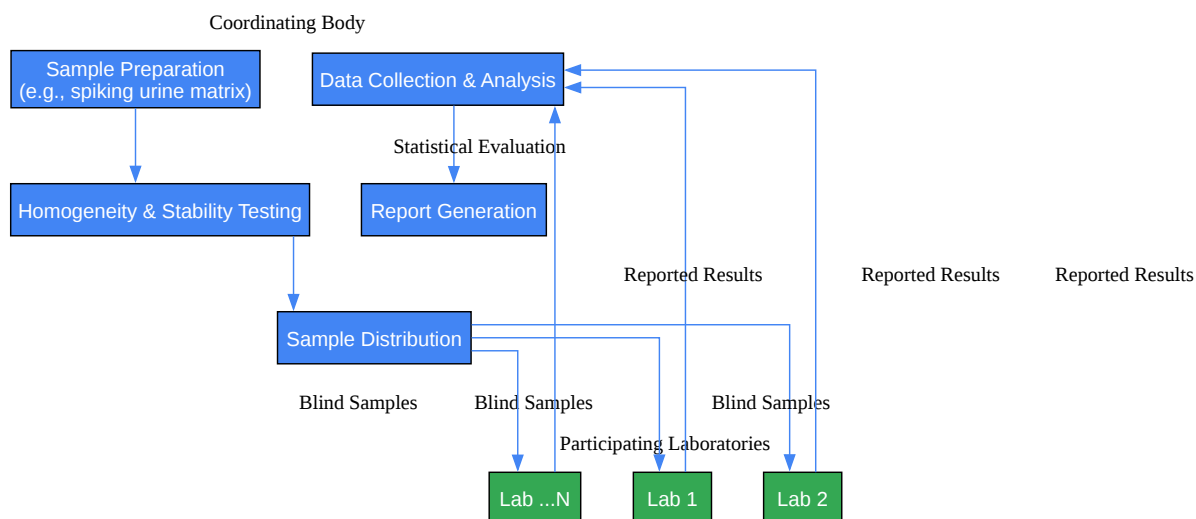 Coordinating Body
Sample Preparation
(e.g., spiking urine matrix)
Data Collection & Analysis
Statistical Evaluation
Homogeneity & Stability Testing
Report Generation
Reported Results
Reported Results
Reported Results
Sample Distribution
Blind Samples
Blind Samples
Blind Samples
Participating Laboratories
Lab ...N
Lab 1
Lab 2